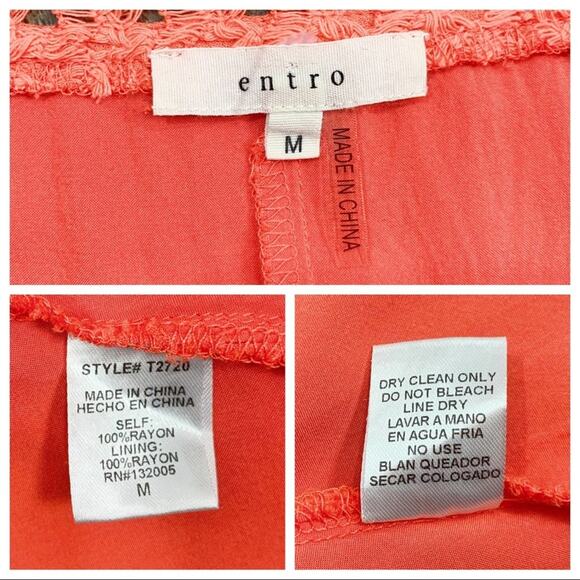 entro
M
MADE IN CHINA
STYLE# T2720
MADE IN CHINA
HECHO EN CHINA
SELF:
100%RAYON
LINING:
100%RAYON
RN#132005
M
DRY CLEAN ONLY
DO NOT BLEACH
LINE DRY
LAVAR A MANO
EN AGUA FRIA
NO USE
BLAN QUEADOR
SECAR COLOGADO